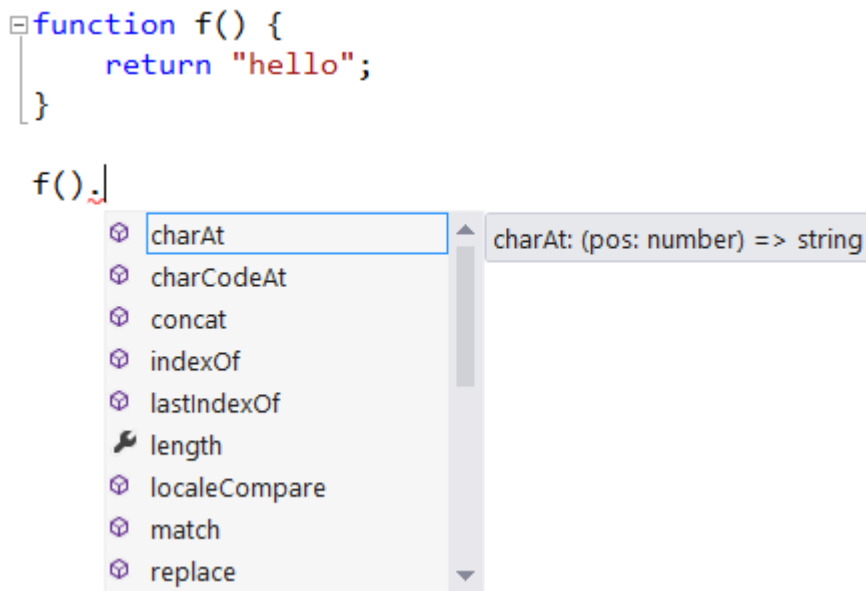 function f() {
return "hello";
}
f().
charAt charAt: (pos: number) => string
charCodeAt
concat
indexOf
lastIndexOf
length
localeCompare
match
replace